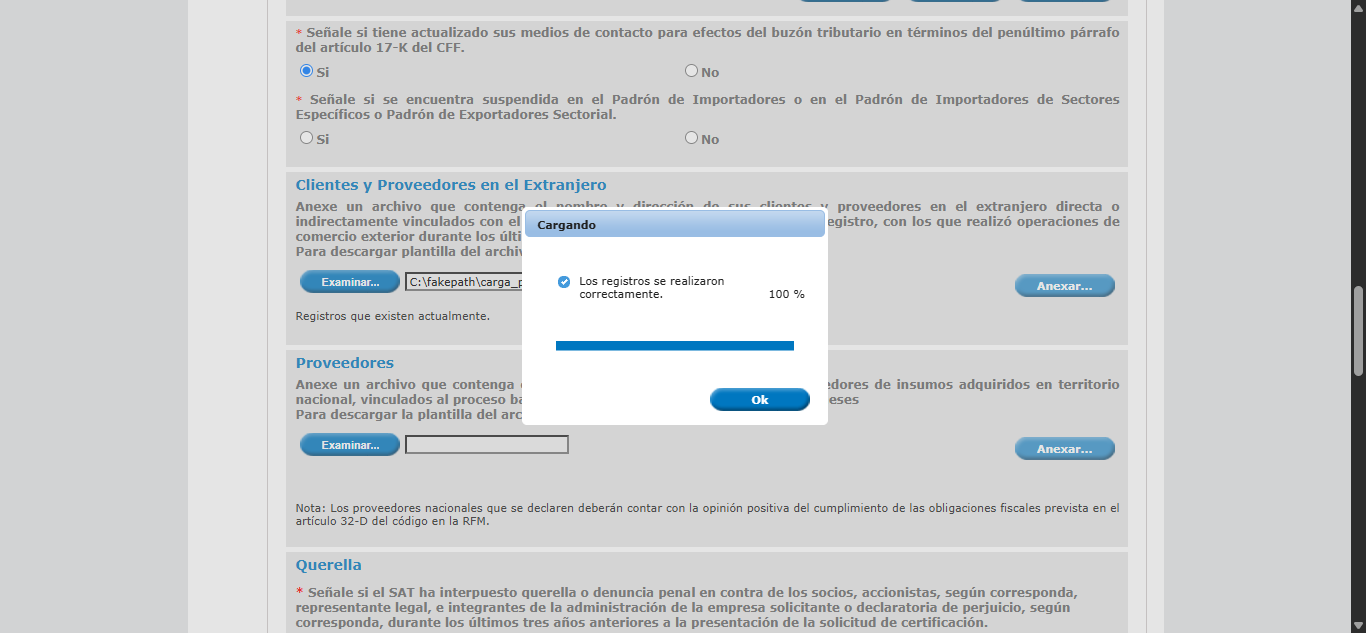 * Señale si tiene actualizado sus medios de contacto para efectos del buzón tributario en términos del penúltimo párrafo
del artículo 17-K del CFF.
Si No
* Señale si se encuentra suspendida en el Padrón de Importadores o en el Padrón de Importadores de Sectores
Específicos o Padrón de Exportadores Sectorial.
Si No
Clientes y Proveedores en el Extranjero
Anexe un archivo que contenga el nombre y dirección de sus clientes y proveedores en el extranjero directa o
indirectamente vinculados con el egistro, con los que realizó operaciones de
comercio exterior durante los últi
Para descargar plantilla del archiv
Cargando
Los registros se realizaron
correctamente.
100 %
Ok
Examinar... C:\fakepath\carga_p Anexar...
Registros que existen actualmente.
Proveedores
Anexe un archivo que contenga edores de insumos adquiridos en territorio
nacional, vinculados al proceso ba eses
Para descargar la plantilla del arc
Examinar... Anexar...
Nota: Los proveedores nacionales que se declaren deberán contar con la opinión positiva del cumplimiento de las obligaciones fiscales prevista en el
artículo 32-D del código en la RFM.
Querella
* Señale si el SAT ha interpuesto querella o denuncia penal en contra de los socios, accionistas, según corresponda,
representante legal, e integrantes de la administración de la empresa solicitante o declaratoria de perjuicio, según
corresponda, durante los últimos tres años anteriores a la presentación de la solicitud de certificación.